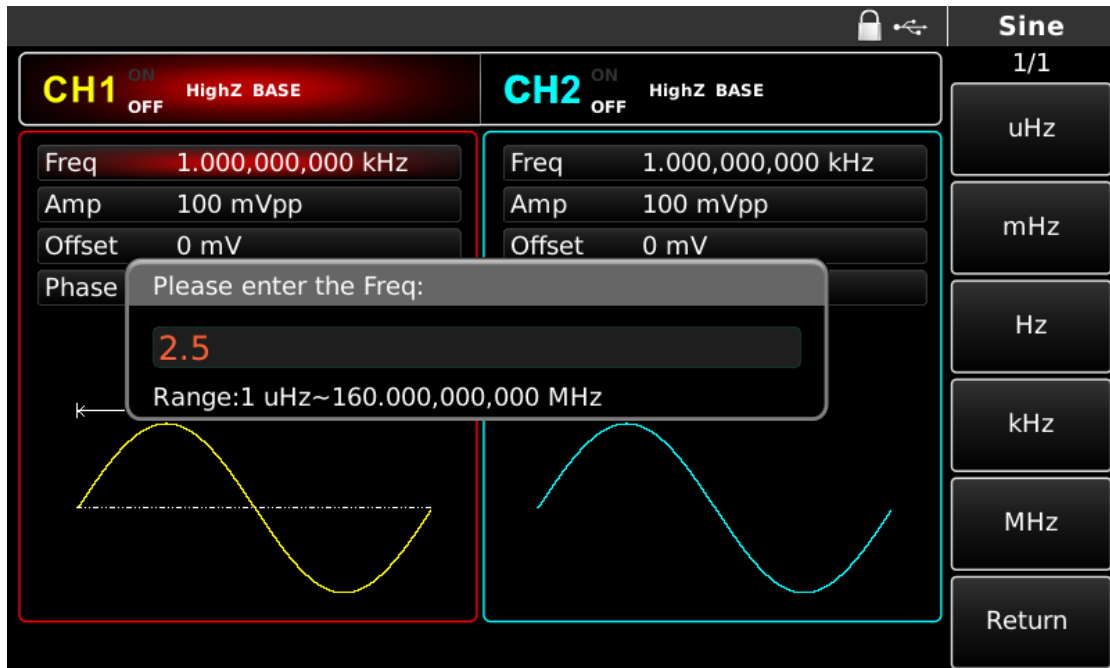 Sine
1/1
CH1 ON OFF HighZ BASE
CH2 ON OFF HighZ BASE
Freq 1.000,000,000 kHz
Amp 100 mVpp
Offset 0 mV
Phase
Freq 1.000,000,000 kHz
Amp 100 mVpp
Offset 0 mV
Please enter the Freq:
2.5
Range:1 uHz~160.000,000,000 MHz
uHz
mHz
Hz
kHz
MHz
Return